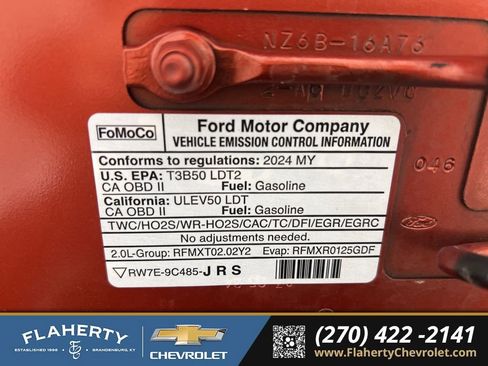 NZ6B-16A76
FoMoCo
Ford Motor Company
VEHICLE EMISSION CONTROL INFORMATION
Conforms to regulations: 2024 MY
U.S. EPA: T3B50 LDT2
CA OBD II Fuel: Gasoline
California: ULEV50 LDT
CA OBD II Fuel: Gasoline
TWC/HO2S/WR-HO2S/CAC/TC/DFI/EGR/EGRC
No adjustments needed.
2.0L-Group: RFMXT02.02Y2 Evap: RFMXR0125GDF
RW7E-9C485-JRS
046
Ford
FLAHERTY
ESTABLISHED 1996
BRANDENBURG, KY
CHEVROLET
(270) 422-2141
www.FlahertyChevrolet.com